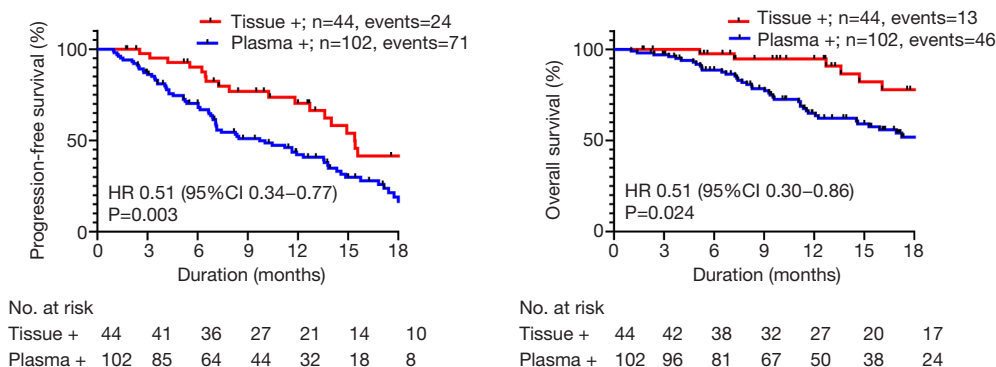 Tissue +; n=44, events=24
Plasma +; n=102, events=71
Progression-free survival (%)
100
50
0
HR 0.51 (95%CI 0.34–0.77)
P=0.003
0 3 6 9 12 15 18
Duration (months)
No. at risk
Tissue + 44 41 36 27 21 14 10
Plasma + 102 85 64 44 32 18 8
Tissue +; n=44, events=13
Plasma +; n=102, events=46
Overall survival (%)
100
50
0
HR 0.51 (95%CI 0.30–0.86)
P=0.024
0 3 6 9 12 15 18
Duration (months)
No. at risk
Tissue + 44 42 38 32 27 20 17
Plasma + 102 96 81 67 50 38 24